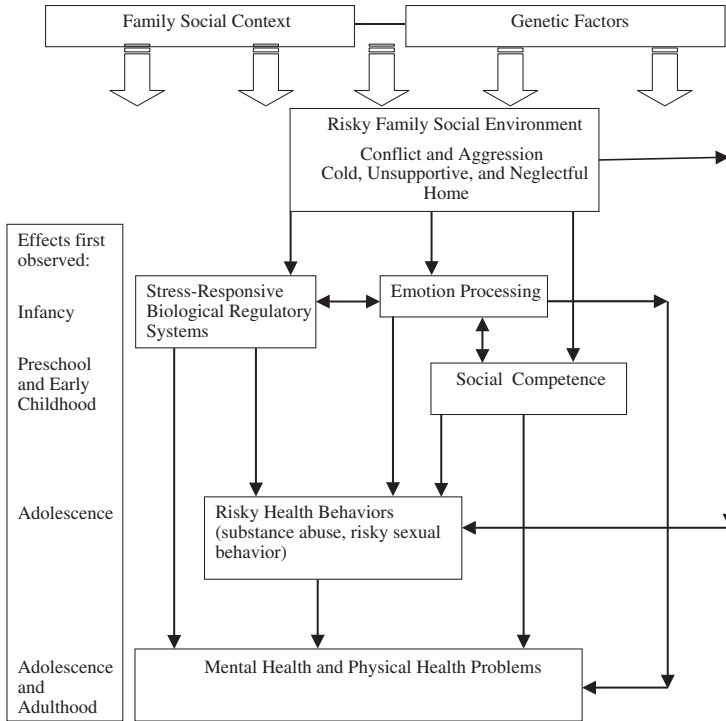 Family Social Context
Genetic Factors
Risky Family Social Environment
Conflict and Aggression
Cold, Unsupportive, and Neglectful
Home
Effects first
observed:
Infancy
Stress-Responsive
Biological Regulatory
Systems
Emotion Processing
Preschool
and Early
Childhood
Social Competence
Adolescence
Risky Health Behaviors
(substance abuse, risky sexual
behavior)
Adolescence
and
Adulthood
Mental Health and Physical Health Problems